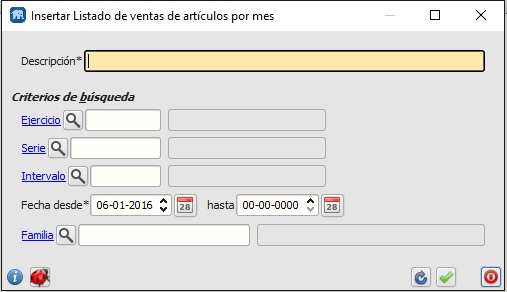 Insertar Listado de ventas de artículos por mes
Descripción*
Criterios de búsqueda
Ejercicio
Serie
Intervalo
Fecha desde* 06-01-2016 28 hasta 00-00-0000 28
Familia